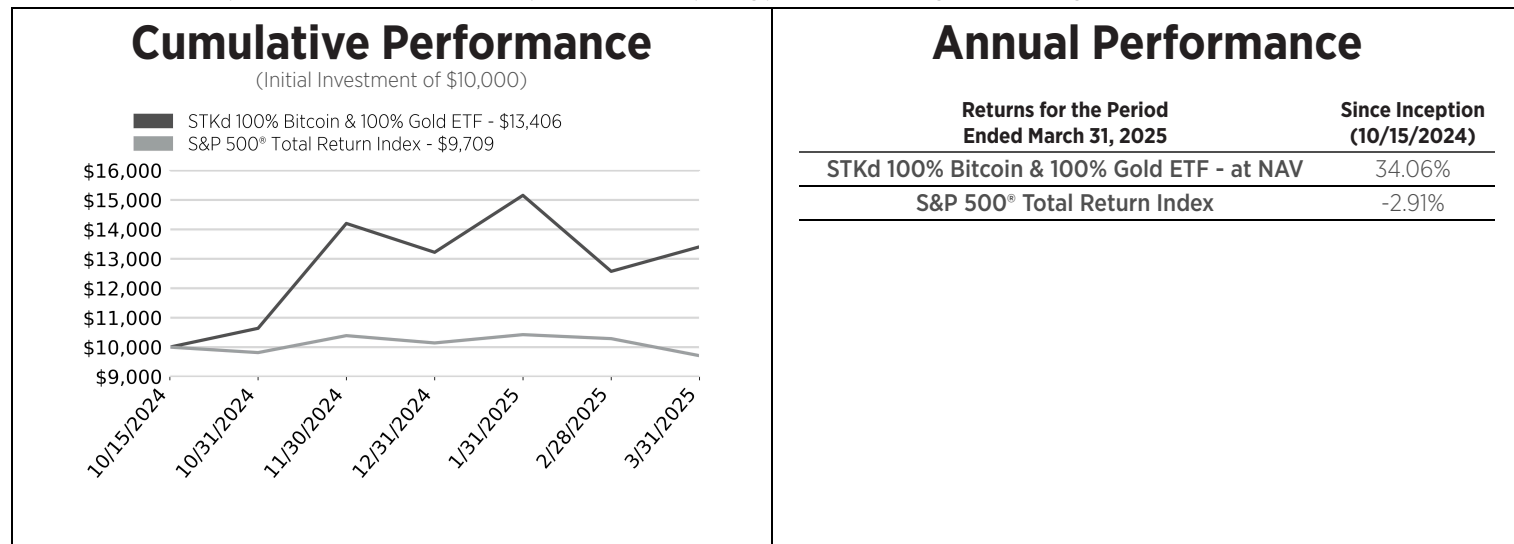 Cumulative Performance
(Initial Investment of $10,000)
STKd 100% Bitcoin & 100% Gold ETF - $13,406
S&P 500® Total Return Index - $9,709
$16,000
$15,000
$14,000
$13,000
$12,000
$11,000
$10,000
$9,000
10/15/2024
10/31/2024
11/30/2024
12/31/2024
1/31/2025
2/28/2025
3/31/2025
Annual Performance
Returns for the Period
Ended March 31, 2025
Since Inception
(10/15/2024)
STKd 100% Bitcoin & 100% Gold ETF - at NAV 34.06%
S&P 500® Total Return Index -2.91%